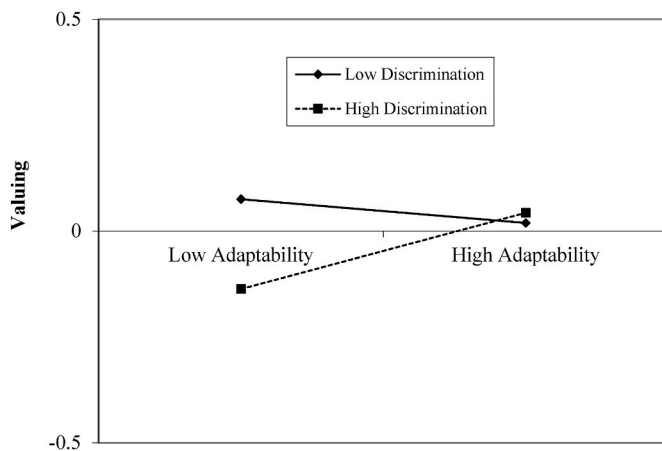 0.5
Low Discrimination
High Discrimination
Valuing
0
Low Adaptability
High Adaptability
-0.5